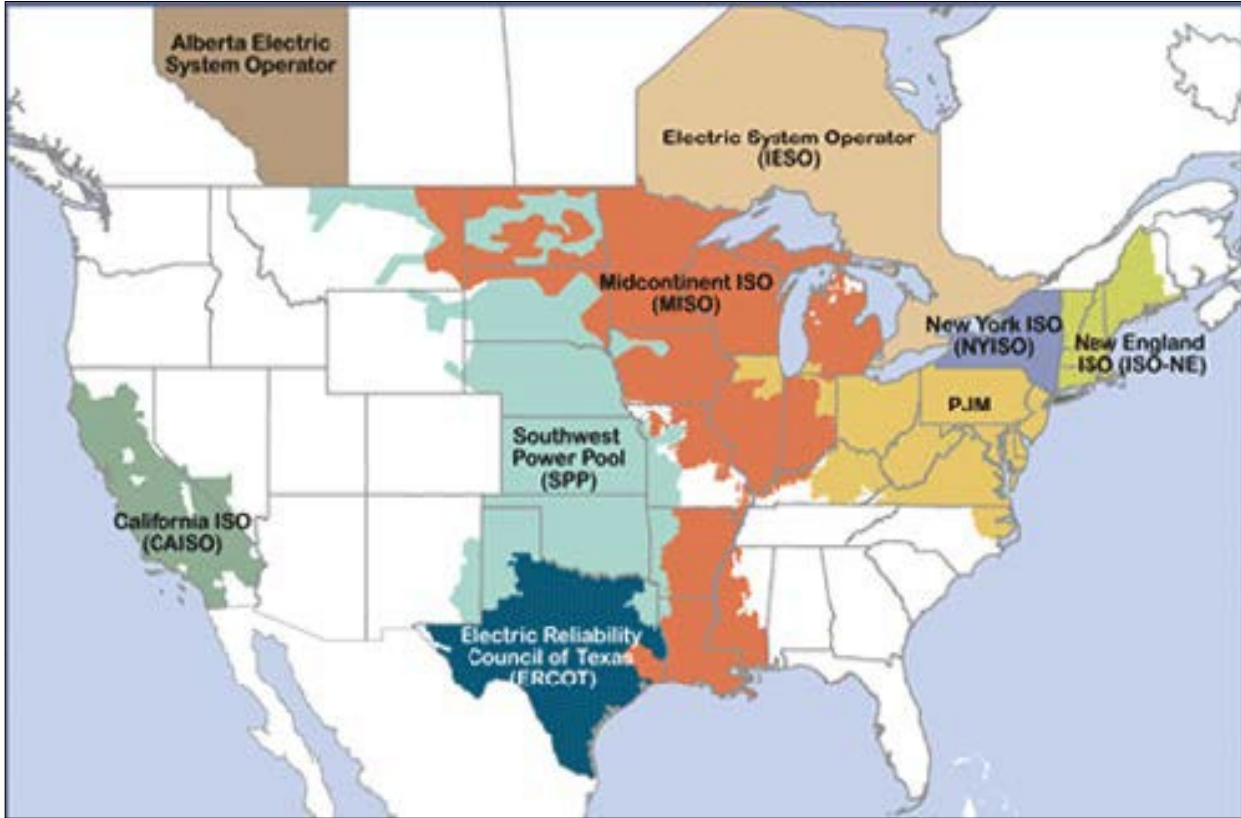 Alberta Electric
System Operator
Electric System Operator
(IESO)
Midcontinent ISO
(MISO)
New York ISO
(NYISO)
New England
ISO (ISO-NE)
PJM
Southwest
Power Pool
(SPP)
California ISO
(CAISO)
Electric Reliability
Council of Texas
(ERCOT)